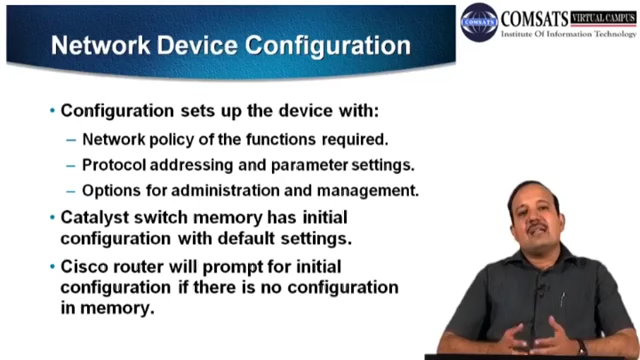 COMSATS VIRTUAL CAMPUS
Institute Of Information Technology
COMSATS
Network Device Configuration
• Configuration sets up the device with:
– Network policy of the functions required.
– Protocol addressing and parameter settings.
– Options for administration and management.
• Catalyst switch memory has initial
configuration with default settings.
• Cisco router will prompt for initial
configuration if there is no configuration
in memory.